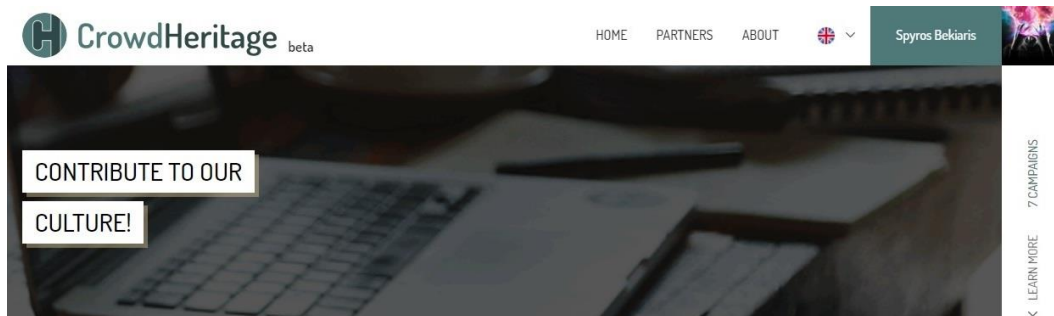 CrowdHeritage beta
HOME PARTNERS ABOUT
Spyros Bekiaris
CONTRIBUTE TO OUR
CULTURE!
7 CAMPAIGNS
LEARN MORE